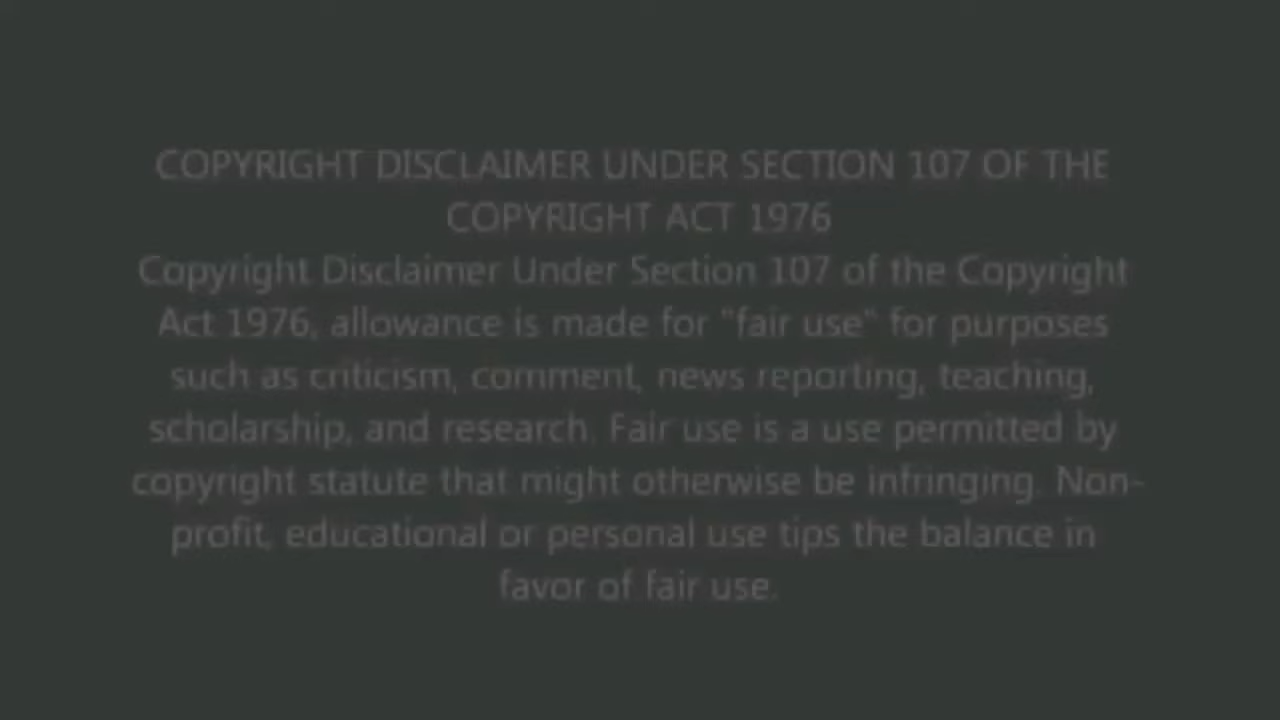 COPYRIGHT DISCLAIMER UNDER SECTION 107 OF THE
COPYRIGHT ACT 1976
Copyright Disclaimer Under Section 107 of the Copyright
Act 1976, allowance is made for "fair use" for purposes
such as criticism, comment, news reporting, teaching,
scholarship, and research. Fair use is a use permitted by
copyright statute that might otherwise be infringing. Non-
profit, educational or personal use tips the balance in
favor of fair use.